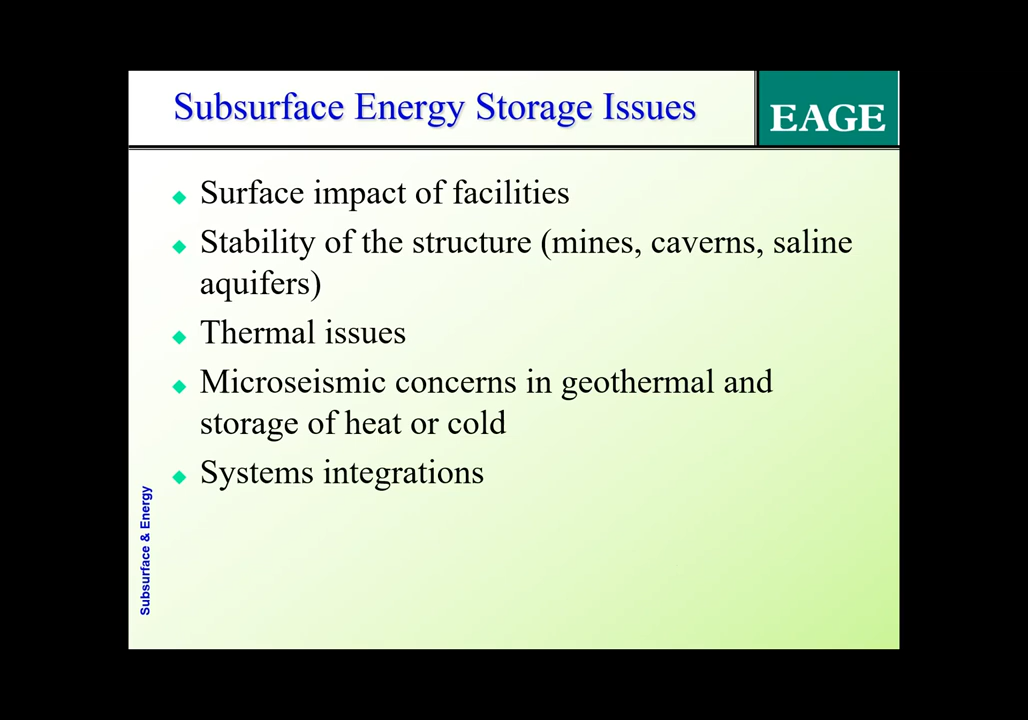 Subsurface Energy Storage Issues
EAGE
Surface impact of facilities
Stability of the structure (mines, caverns, saline
aquifers)
Thermal issues
Microseismic concerns in geothermal and
storage of heat or cold
Systems integrations
Subsurface & Energy